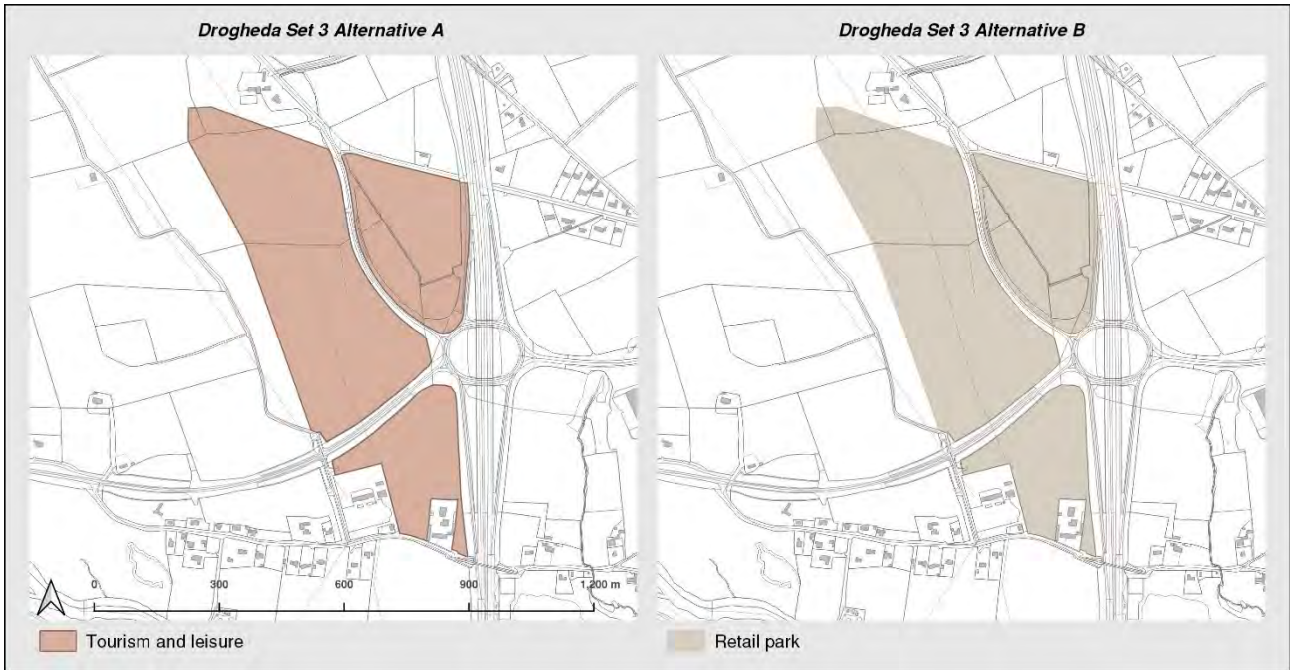 Drogheda Set 3 Alternative A
Drogheda Set 3 Alternative B
0 300 600 900 1,200 m
Tourism and leisure
Retail park